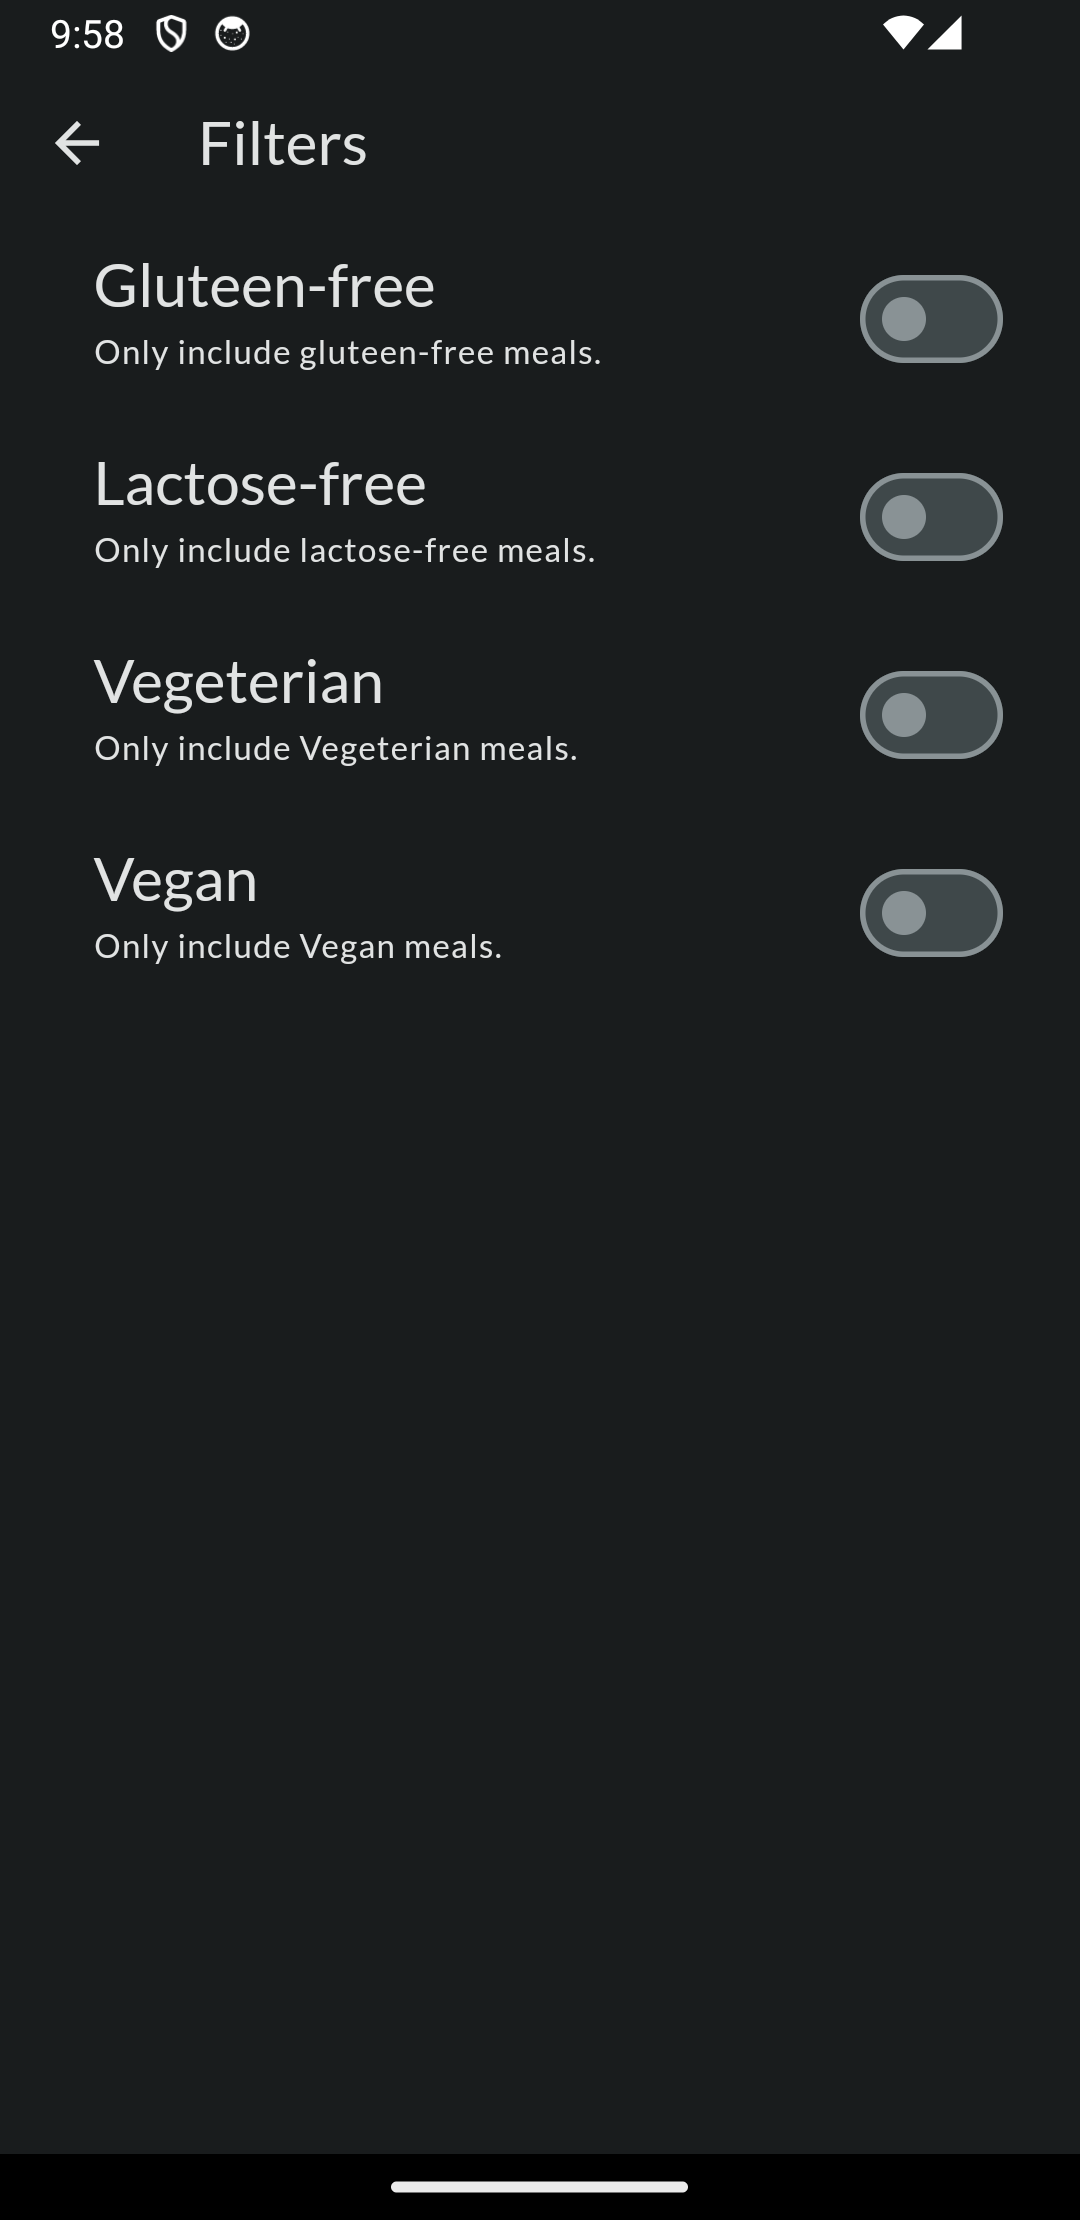 9:58
Filters
Gluteen-free
Only include gluteen-free meals.
Lactose-free
Only include lactose-free meals.
Vegeterian
Only include Vegeterian meals.
Vegan
Only include Vegan meals.